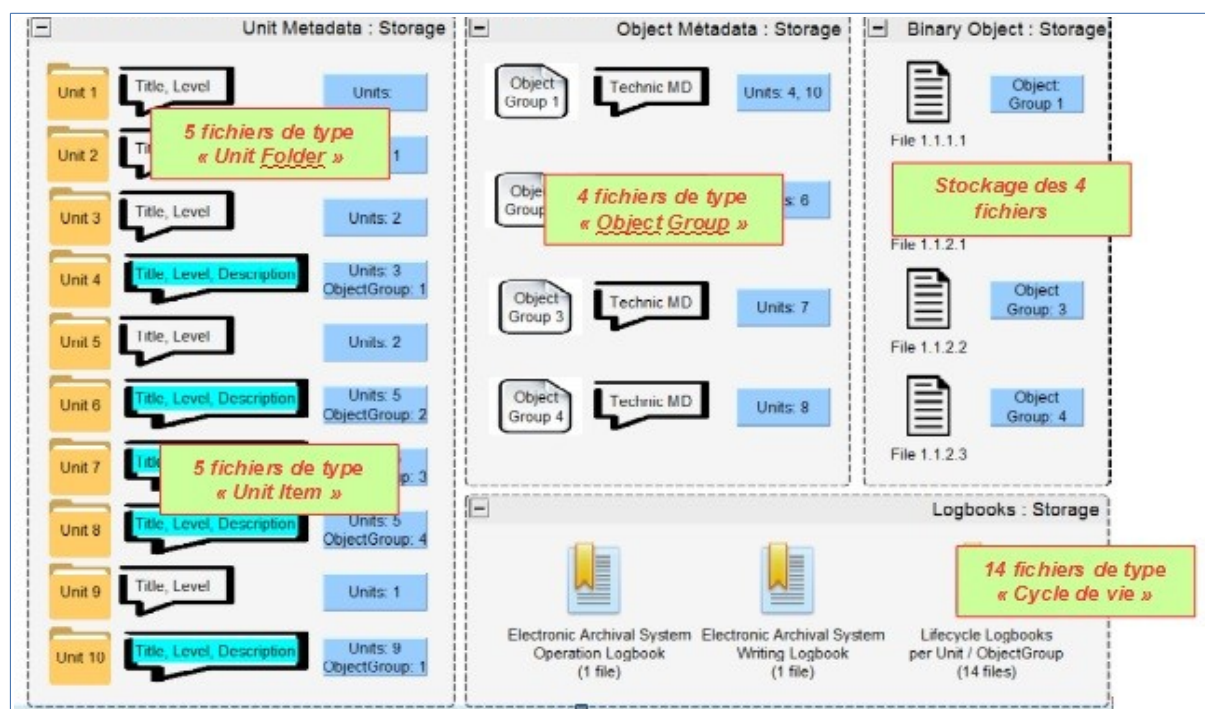 Unit Metadata : Storage
Unit 1
Title, Level
Units:
5 fichiers de type
« Unit Folder »
Unit 2
1
Unit 3
Title, Level
Units: 2
Unit 4
Title, Level, Description
Units: 3
ObjectGroup: 1
Unit 5
Title, Level
Units: 2
Unit 6
Title, Level, Description
Units: 5
ObjectGroup: 2
Unit 7
5 fichiers de type
« Unit Item »
Unit 8
Title, Level, Description
Units: 5
ObjectGroup: 4
Unit 9
Title, Level
Units: 1
Unit 10
Title, Level, Description
Units: 9
ObjectGroup: 1
Object Métadata : Storage
Object
Group 1
Technic MD
Units: 4, 10
4 fichiers de type
« Object Group »
Object
Group 3
Technic MD
Units: 7
Object
Group 4
Technic MD
Units: 8
Binary Object : Storage
Object:
Group 1
File 1.1.1.1
Stockage des 4
fichiers
File 1.1.2.1
Object
Group: 3
File 1.1.2.2
Object
Group: 4
File 1.1.2.3
Logbooks : Storage
14 fichiers de type
« Cycle de vie »
Electronic Archival System
Operation Logbook
(1 file)
Electronic Archival System
Writing Logbook
(1 file)
Lifecycle Logbooks
per Unit / ObjectGroup
(14 files)